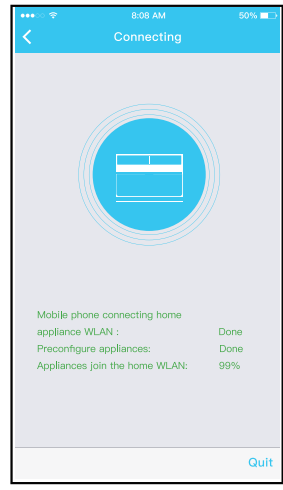 8:08 AM 50%
Connecting
Mobile phone connecting home
appliance WLAN : Done
Preconfigure appliances: Done
Appliances join the home WLAN: 99%
Quit